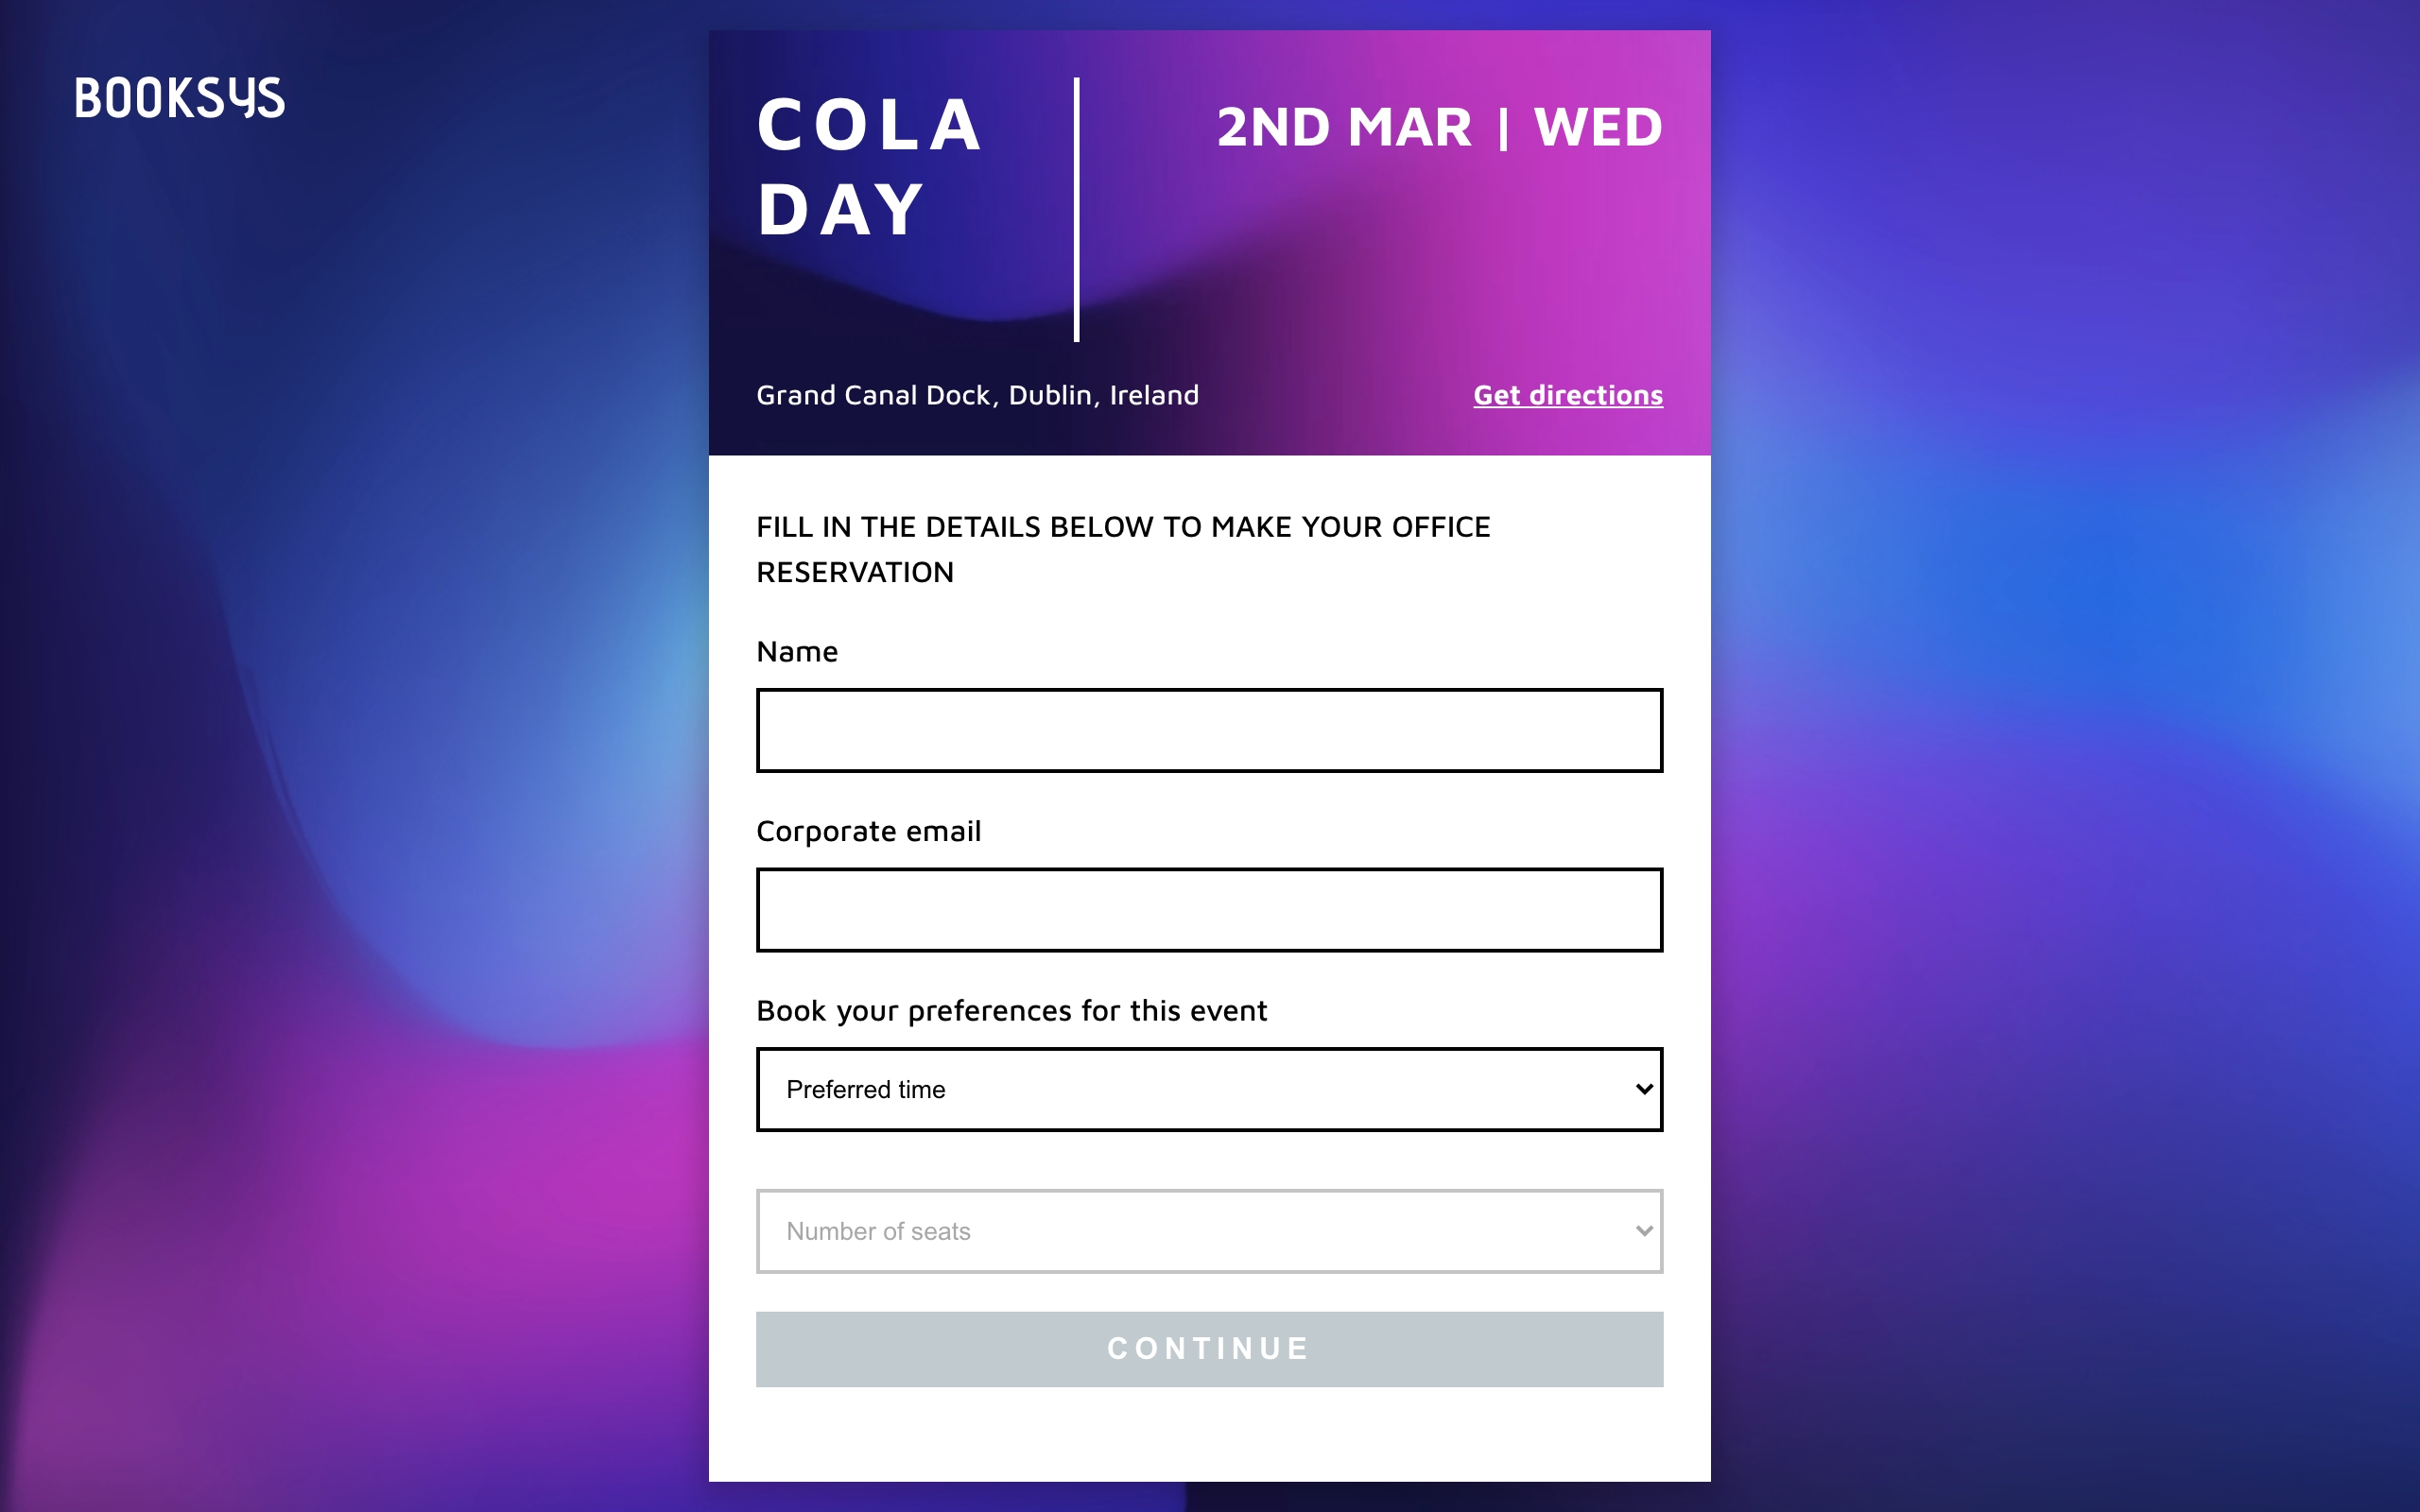 BOOKSYS
COLA
DAY
2ND MAR | WED
Grand Canal Dock, Dublin, Ireland
Get directions
FILL IN THE DETAILS BELOW TO MAKE YOUR OFFICE
RESERVATION
Name
Corporate email
Book your preferences for this event
Preferred time
Number of seats
CONTINUE